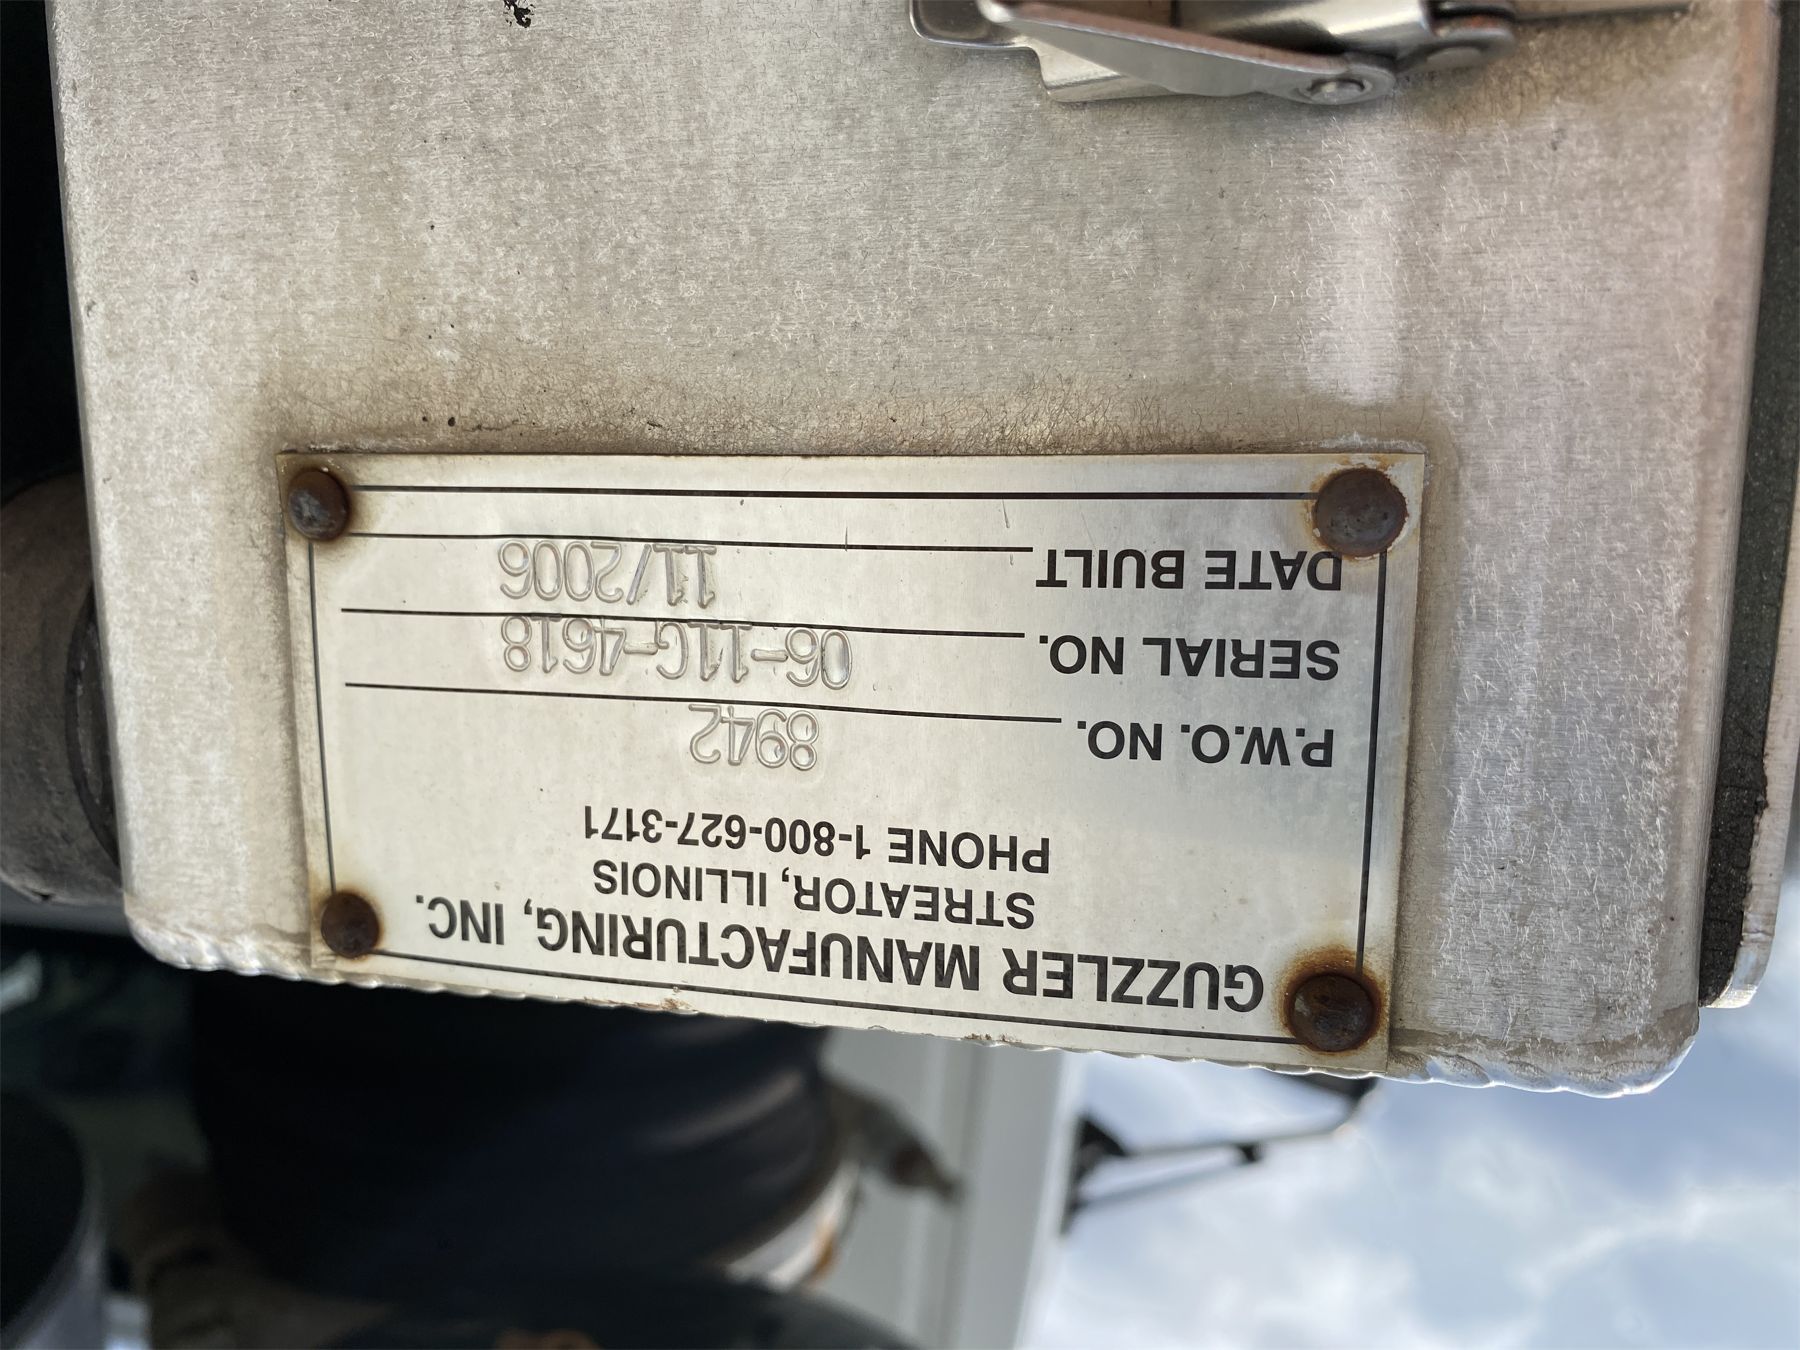 GUZZLER MANUFACTURING, INC.
STREATOR, ILLINOIS
PHONE 1-800-627-3171
P.W.O. NO. 8942
SERIAL NO. 06-11G-4618
DATE BUILT 11/2006